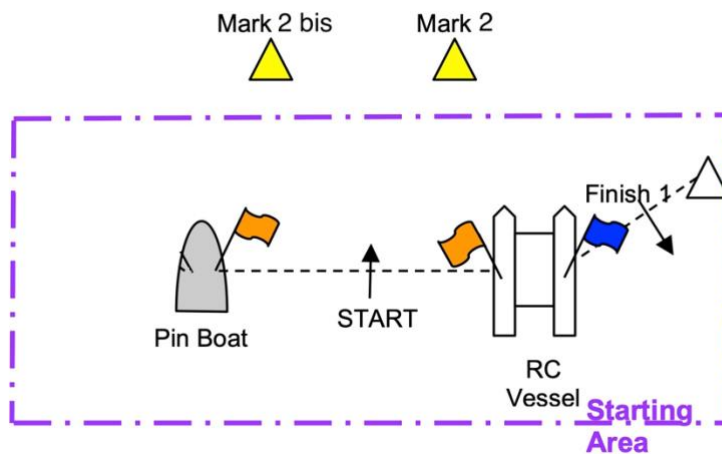 Mark 2 bis
Mark 2
Finish 1
START
Pin Boat
RC
Vessel
Starting
Area